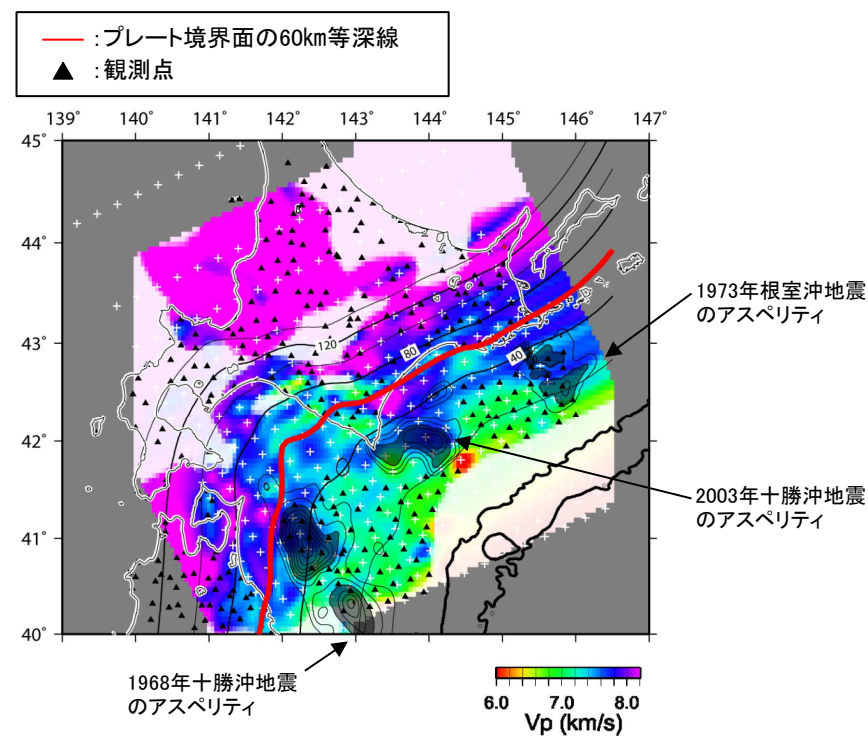 :プレート境界面の60km等深線
:観測点
139° 140° 141° 142° 143° 144° 145° 146° 147°
45°
44°
43°
42°
41°
40°
120
80
40
1973年根室沖地震
のアスペリティ
2003年十勝沖地震
のアスペリティ
1968年十勝沖地震
のアスペリティ
6.0 7.0 8.0
Vp (km/s)